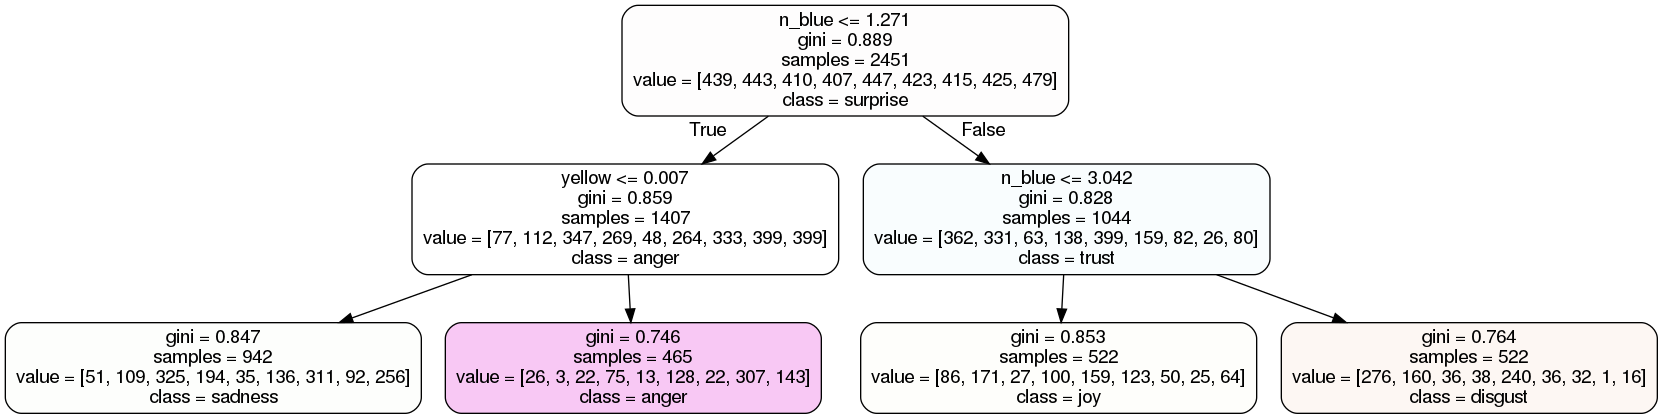 n_blue <= 1.271
gini = 0.889
samples = 2451
value = [439, 443, 410, 407, 447, 423, 415, 425, 479]
class = surprise
True
False
yellow <= 0.007
gini = 0.859
samples = 1407
value = [77, 112, 347, 269, 48, 264, 333, 399, 399]
class = anger
n_blue <= 3.042
gini = 0.828
samples = 1044
value = [362, 331, 63, 138, 399, 159, 82, 26, 80]
class = trust
gini = 0.847
samples = 942
value = [51, 109, 325, 194, 35, 136, 311, 92, 256]
class = sadness
gini = 0.746
samples = 465
value = [26, 3, 22, 75, 13, 128, 22, 307, 143]
class = anger
gini = 0.853
samples = 522
value = [86, 171, 27, 100, 159, 123, 50, 25, 64]
class = joy
gini = 0.764
samples = 522
value = [276, 160, 36, 38, 240, 36, 32, 1, 16]
class = disgust